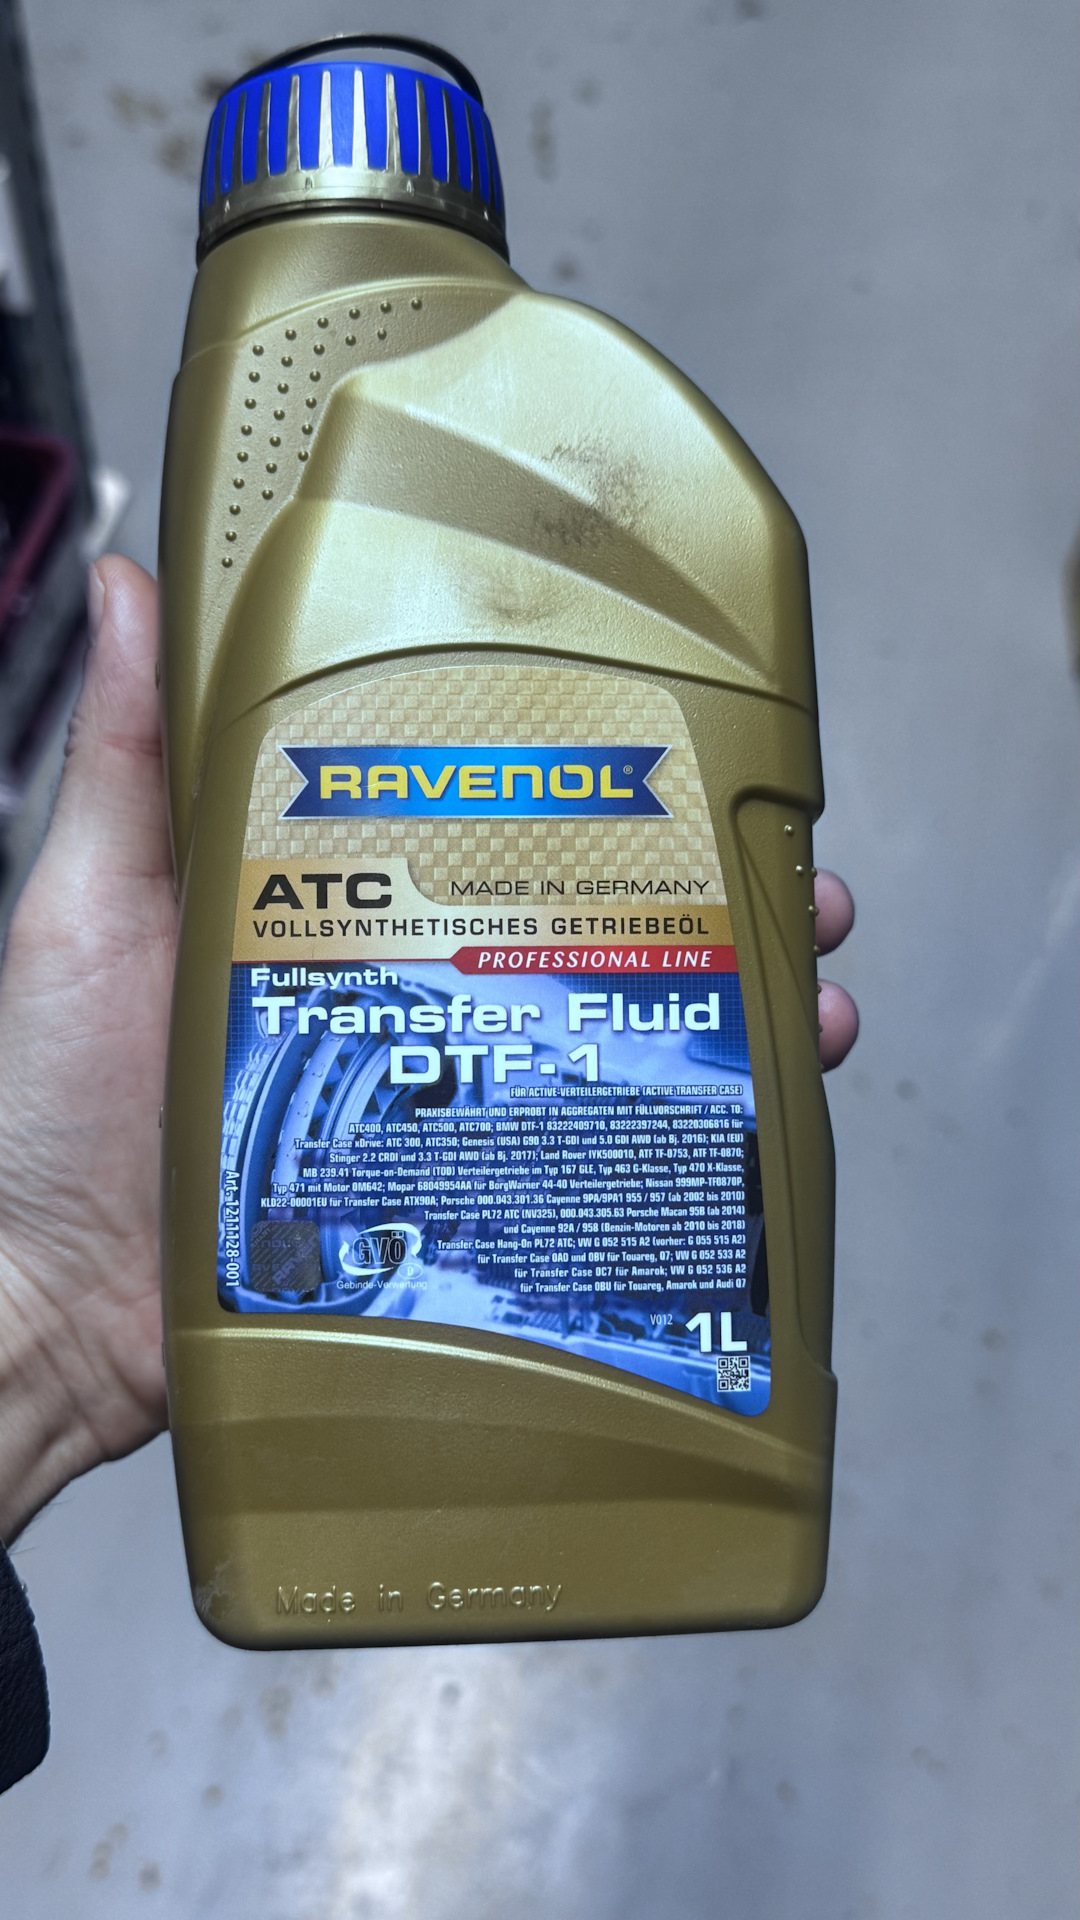 RAVENOL®
ATC
MADE IN GERMANY
VOLLSYNTHETISCHES GETRIEBEÖL
PROFESSIONAL LINE
Fullsynth
Transfer Fluid
DTF-1
FÜR ACTIVE-VERTEILERGETRIEBE (ACTIVE TRANSFER CASE)
PRAXISBEWÄHRT UND ERPROBT IN AGGREGATEN MIT FÜLLVORSCHRIFT / ACC. TO:
ATC400, ATC450, ATC500, ATC700; BMW DTF-1 83222409710, 83222397244, 83220306816 für
Transfer Case xDrive: ATC 300, ATC350; Genesis (USA) G90 3.3 T-GDI und 5.0 GDI AWD (ab Bj. 2016); KIA (EU)
Stinger 2.2 CRDI und 3.3 T-GDI AWD (ab Bj. 2017); Land Rover IYK500010, ATF TF-0753, ATF TF-0870;
MB 239.41 Torque-on-Demand (TOD) Verteilergetriebe im Typ 167 GLE, Typ 463 G-Klasse, Typ 470 X-Klasse,
Typ 471 mit Motor OM642; Mopar 68049954AA für BorgWarner 44-40 Verteilergetriebe; Nissan 999MP-TF0870P,
KLD22-00001EU für Transfer Case ATX90A; Porsche 000.043.301.36 Cayenne 9PA/9PA1 955 / 957 (ab 2002 bis 2010)
Transfer Case PL72 ATC (NV325), 000.043.305.63 Porsche Macan 95B (ab 2014)
und Cayenne 92A / 958 (Benzin-Motoren ab 2010 bis 2018)
Transfer Case Hang-On PL72 ATC; VW G 052 515 A2 (vorher: G 055 515 A2)
für Transfer Case 0AD und 0BV für Touareg, Q7; VW G 052 533 A2
für Transfer Case 0C7 für Amarok; VW G 052 536 A2
für Transfer Case 0BU für Touareg, Amarok und Audi Q7
Art. 1211128-001
GVÖ
D
Gebinde-Verwertung
V012
1L
Made in Germany